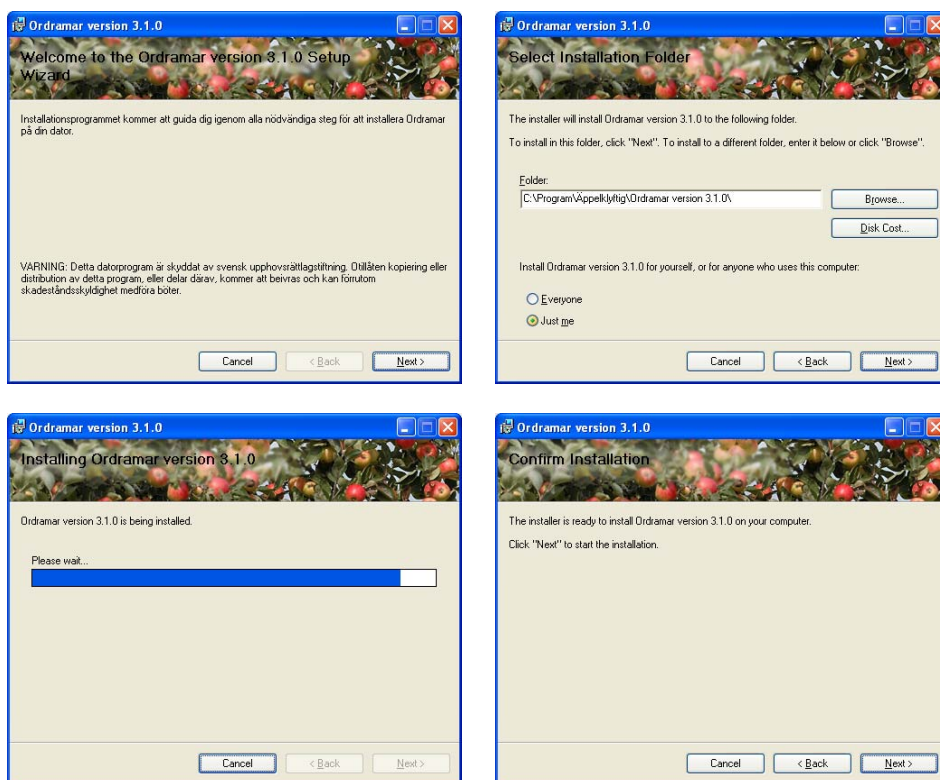 Ordramar version 3.1.0
Welcome to the Ordramar version 3.1.0 Setup
Wizard
Installationsprogrammet kommer att guida dig igenom alla nödvändiga steg för att installera Ordramar
på din dator.
VARNING: Detta datorprogram är skyddat av svensk upphovsrättlagstiftning. Otillåten kopiering eller
distribution av detta program, eller delar därav, kommer att beivras och kan förrutom
skadeståndsskyldighet medföra böter.
Cancel
< Back
Next >
Ordramar version 3.1.0
Select Installation Folder
The installer will install Ordramar version 3.1.0 to the following folder.
To install in this folder, click "Next". To install to a different folder, enter it below or click "Browse".
Folder:
C:\Program\Äppelklyftig\Ordramar version 3.1.0\
Browse...
Disk Cost...
Install Ordramar version 3.1.0 for yourself, or for anyone who uses this computer:
Everyone
Just me
Cancel
< Back
Next >
Ordramar version 3.1.0
Installing Ordramar version 3.1.0
Ordramar version 3.1.0 is being installed.
Please wait...
Cancel
< Back
Next >
Ordramar version 3.1.0
Confirm Installation
The installer is ready to install Ordramar version 3.1.0 on your computer.
Click "Next" to start the installation.
Cancel
< Back
Next >